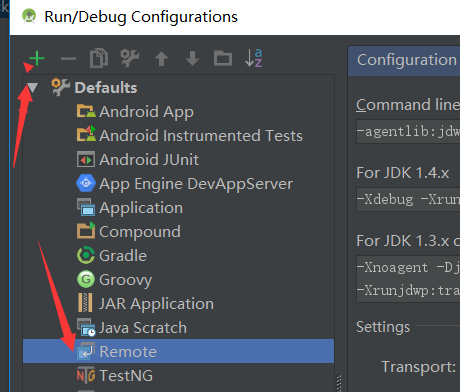 Run/Debug Configurations
Defaults
Android App
Android Instrumented Tests
Android JUnit
App Engine DevAppServer
Application
Compound
Gradle
Groovy
JAR Application
Java Scratch
Remote
TestNG
Configuration
Command line
-agentlib:jdw
For JDK 1.4.x
-Xdebug -Xrun
For JDK 1.3.x o
-Xnoagent -Dj
-Xrunjdwp:tra
Settings
Transport: